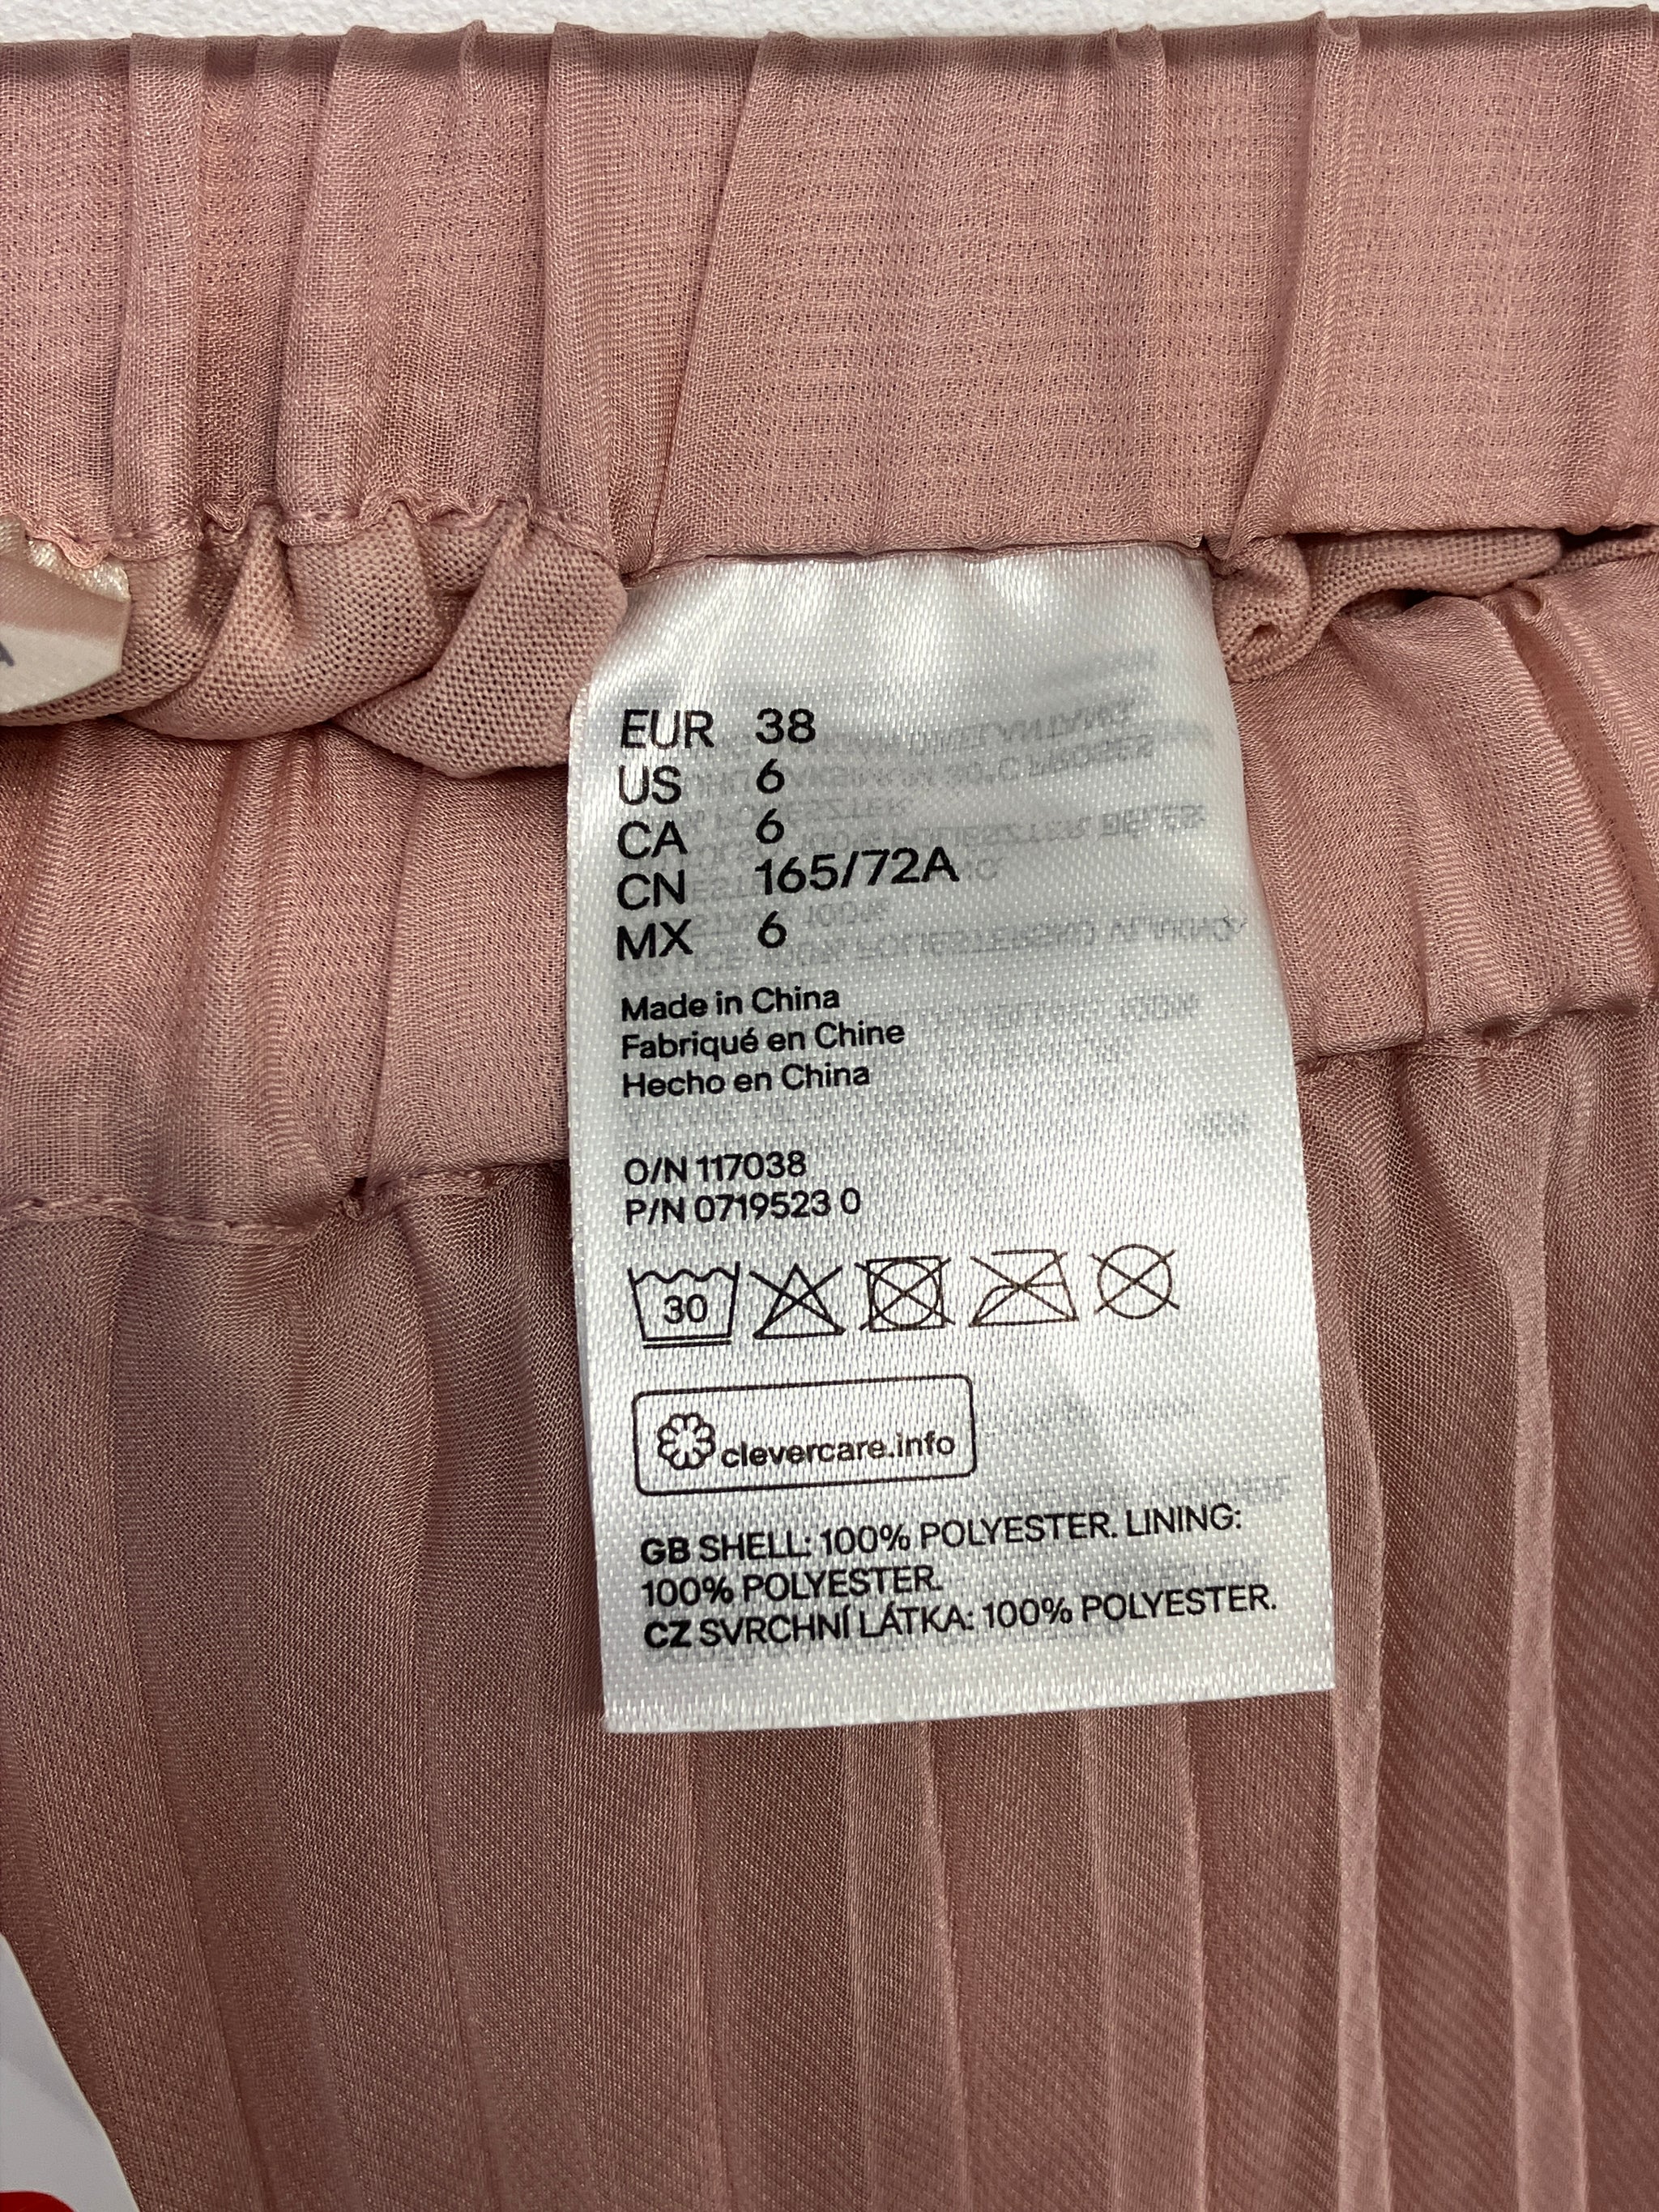 EUR 38
US 6
CA 6
CN 165/72A
MX 6
Made in China
Fabriqué en Chine
Hecho en China
O/N 117038
P/N 0719523 0
30
clevercare.info
GB SHELL: 100% POLYESTER. LINING:
100% POLYESTER.
CZ SVRCHNÍ LÁTKA: 100% POLYESTER.